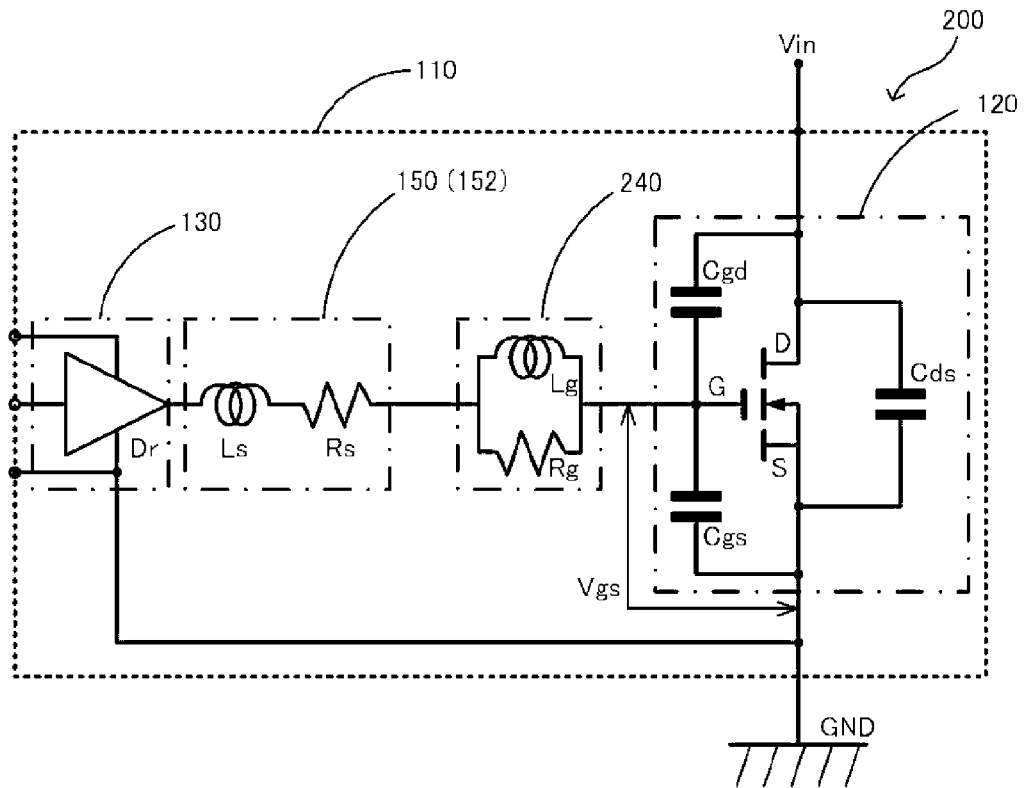 200
Vin
110
120
150 (152)
240
130
Cgd
D
Lg
G
Cds
Dr
Ls
Rs
Rg
S
Cgs
Vgs
GND